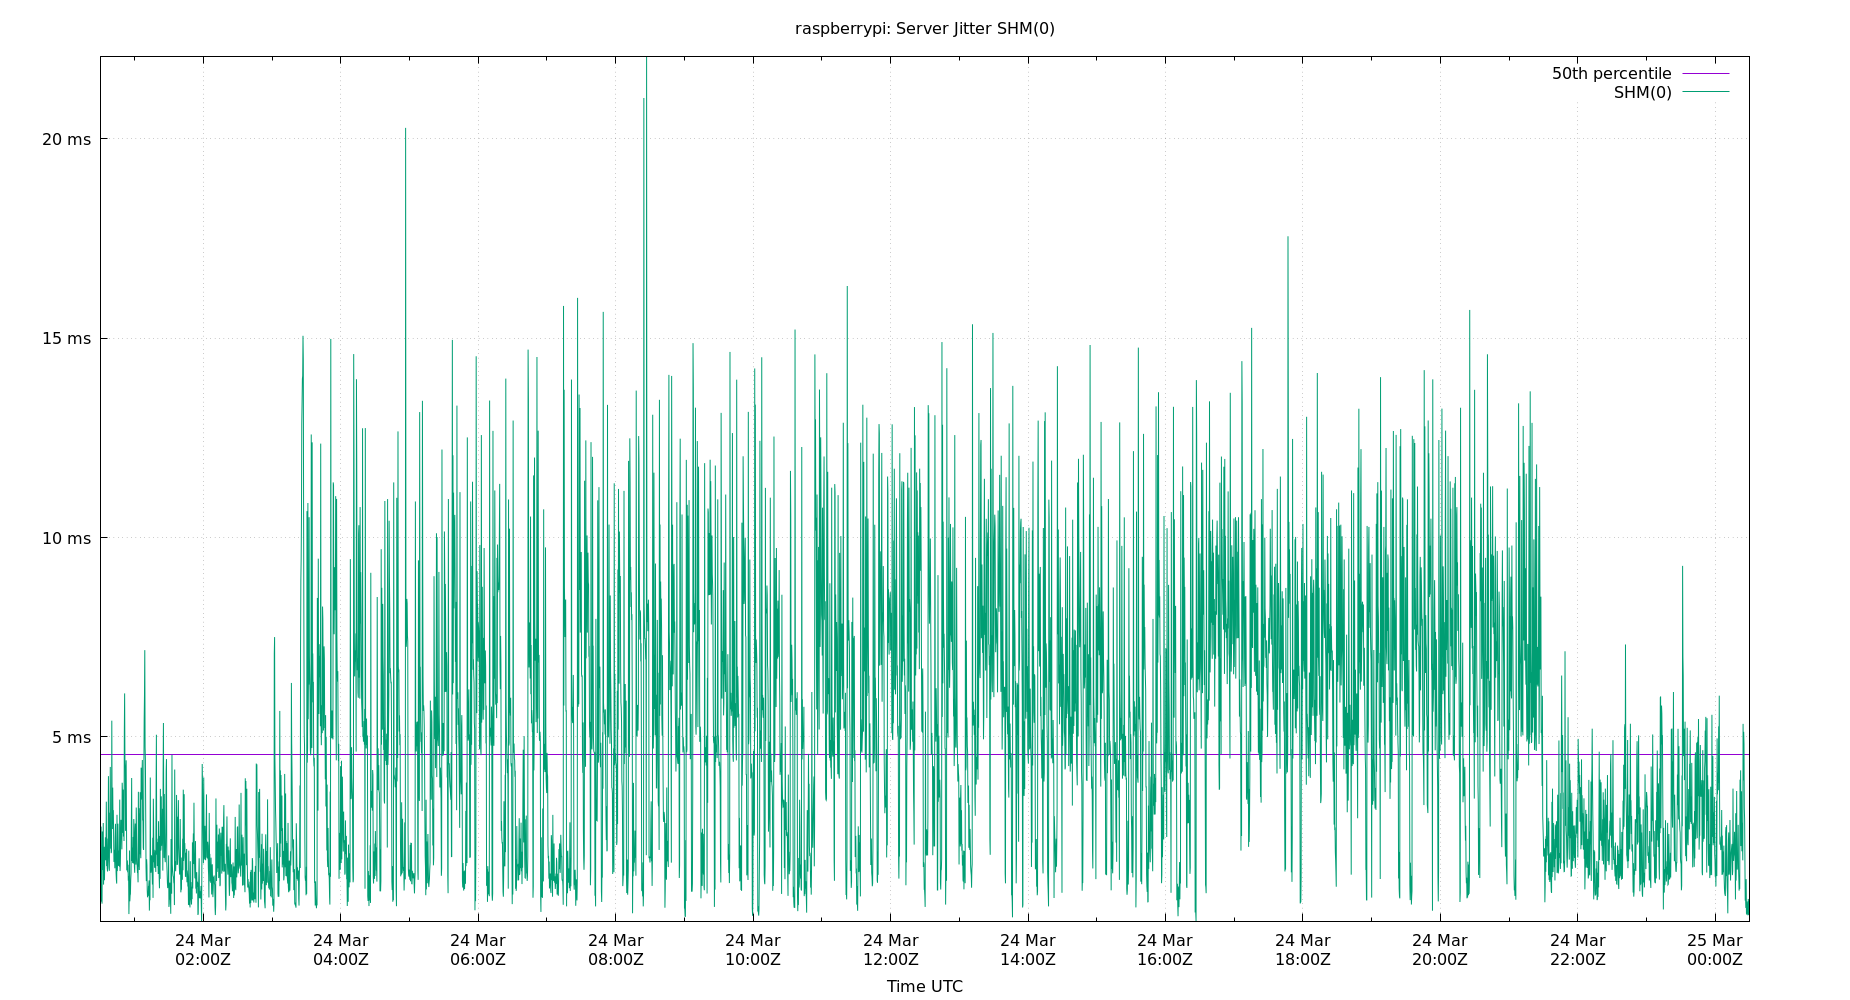 raspberrypi: Server Jitter SHM(0)
50th percentile
SHM(0)
20 ms
15 ms
10 ms
5 ms
24 Mar 24 Mar 24 Mar 24 Mar 24 Mar 24 Mar 24 Mar 24 Mar 24 Mar 24 Mar 24 Mar 25 Mar
02:00Z 04:00Z 06:00Z 08:00Z 10:00Z 12:00Z 14:00Z 16:00Z 18:00Z 20:00Z 22:00Z 00:00Z
Time UTC